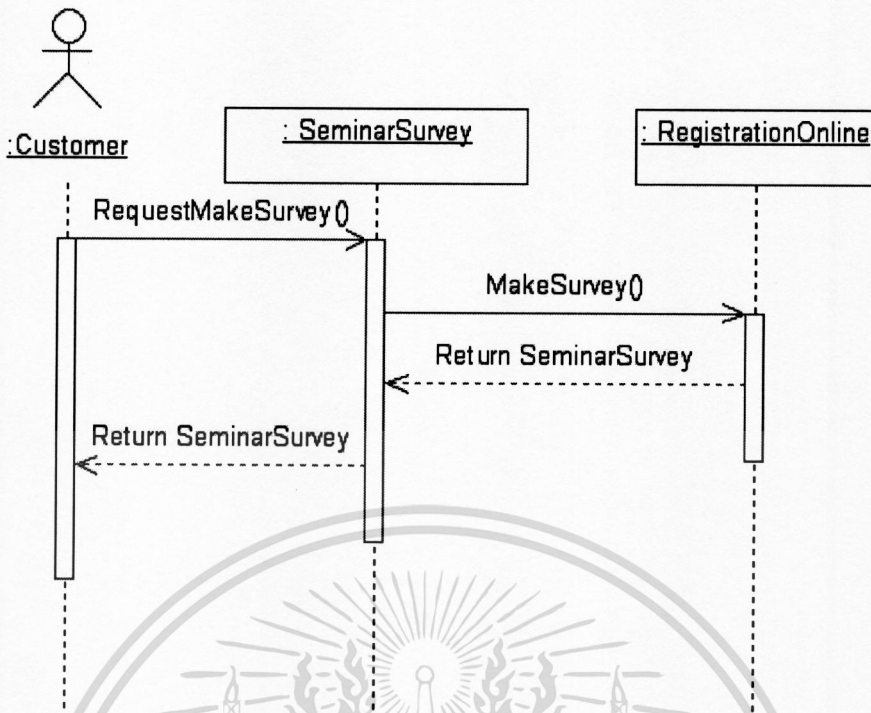 :Customer
: SeminarSurvey
: RegistrationOnline
RequestMakeSurvey()
MakeSurvey()
Return SeminarSurvey
Return SeminarSurvey